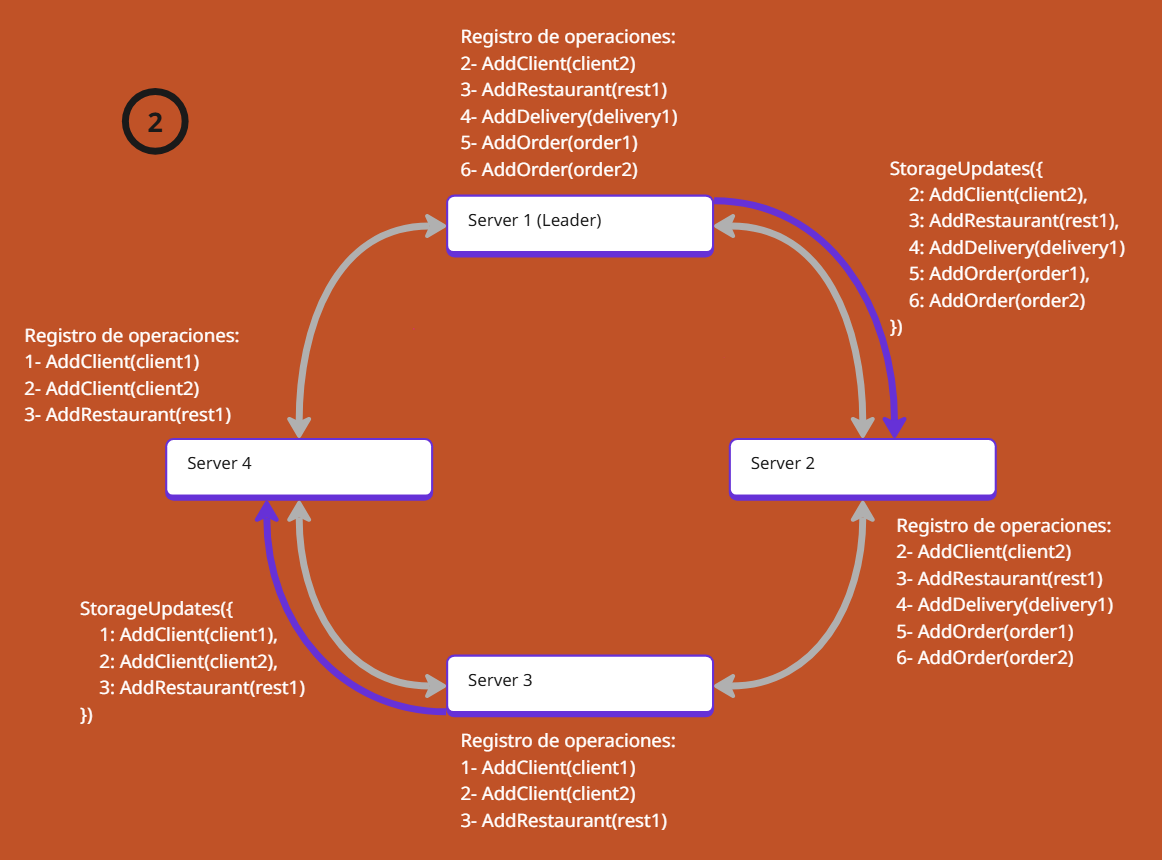 Registro de operaciones:
2- AddClient(client2)
3- AddRestaurant(rest1)
4- AddDelivery(delivery1)
5- AddOrder(order1)
6- AddOrder(order2)
2
StorageUpdates({
2: AddClient(client2),
3: AddRestaurant(rest1),
4: AddDelivery(delivery1)
5: AddOrder(order1),
6: AddOrder(order2)
})
Server 1 (Leader)
Registro de operaciones:
1- AddClient(client1)
2- AddClient(client2)
3- AddRestaurant(rest1)
Server 4
Server 2
Registro de operaciones:
2- AddClient(client2)
3- AddRestaurant(rest1)
4- AddDelivery(delivery1)
5- AddOrder(order1)
6- AddOrder(order2)
StorageUpdates({
1: AddClient(client1),
2: AddClient(client2),
3: AddRestaurant(rest1)
})
Server 3
Registro de operaciones:
1- AddClient(client1)
2- AddClient(client2)
3- AddRestaurant(rest1)